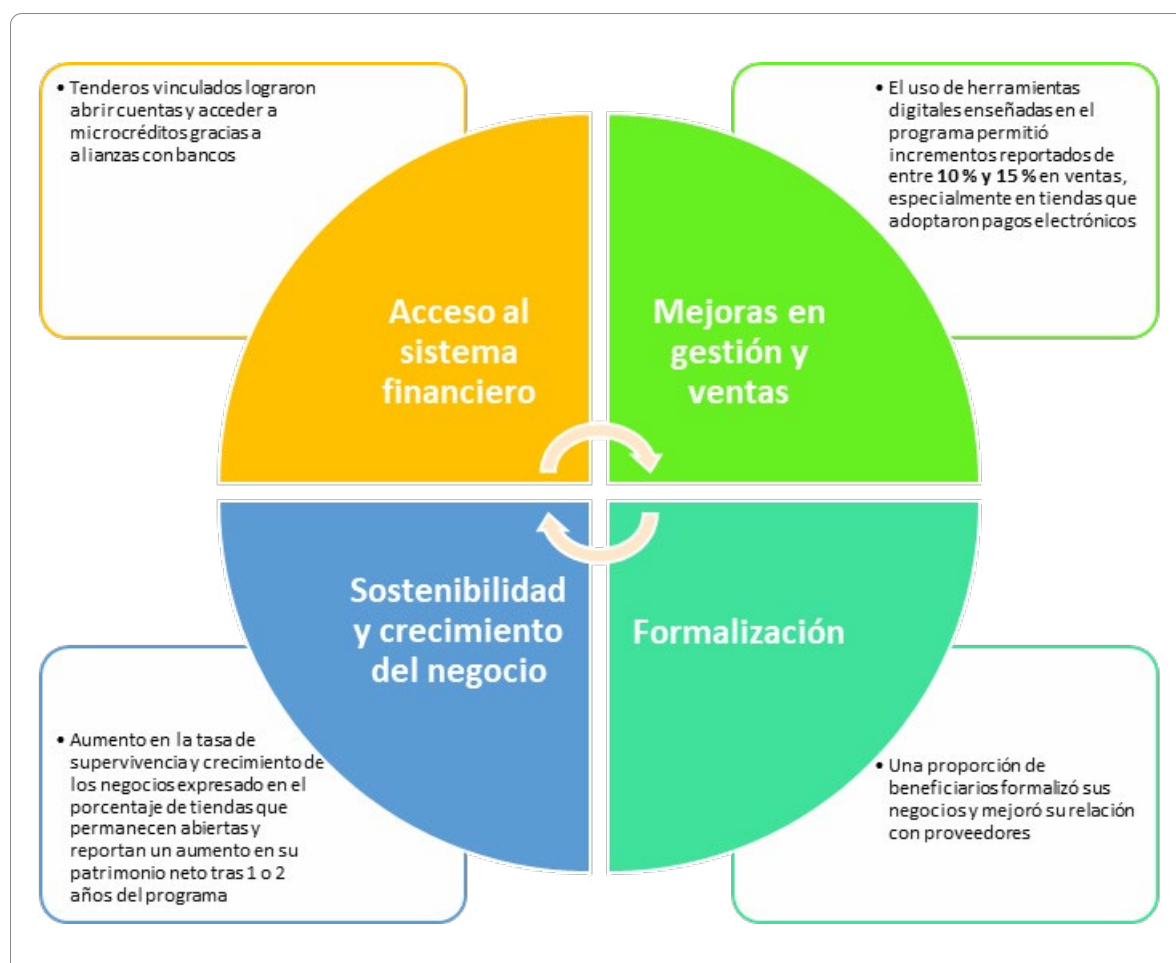 • Tenderos vinculados lograron
abrir cuentas y acceder a
microcréditos gracias a
alianzas con bancos
• El uso de herramientas
digitales enseñadas en el
programa permitió
incrementos reportados de
entre 10 % y 15 % en ventas,
especialmente en tiendas que
adoptaron pagos electrónicos
Acceso al
sistema
financiero
Mejoras en
gestión y
ventas
Sostenibilidad
y crecimiento
del negocio
Formalización
• Aumento en la tasa de
supervivencia y crecimiento de
los negocios expresado en el
porcentaje de tiendas que
permanecen abiertas y
reportan un aumento en su
patrimonio neto tras 1 o 2
años del programa
• Una proporción de
beneficiarios formalizó sus
negocios y mejoró su relación
con proveedores